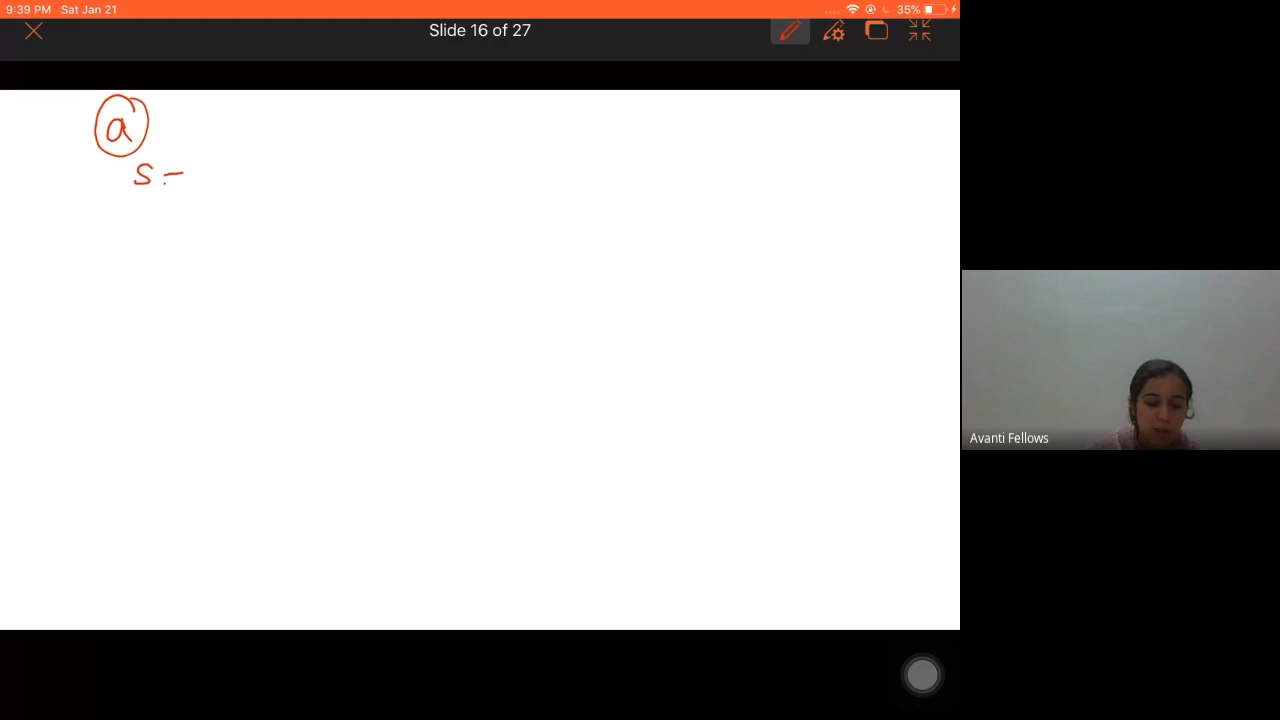 9:39 PM Sat Jan 21
35%
Slide 16 of 27
a
S :-
Avanti Fellows